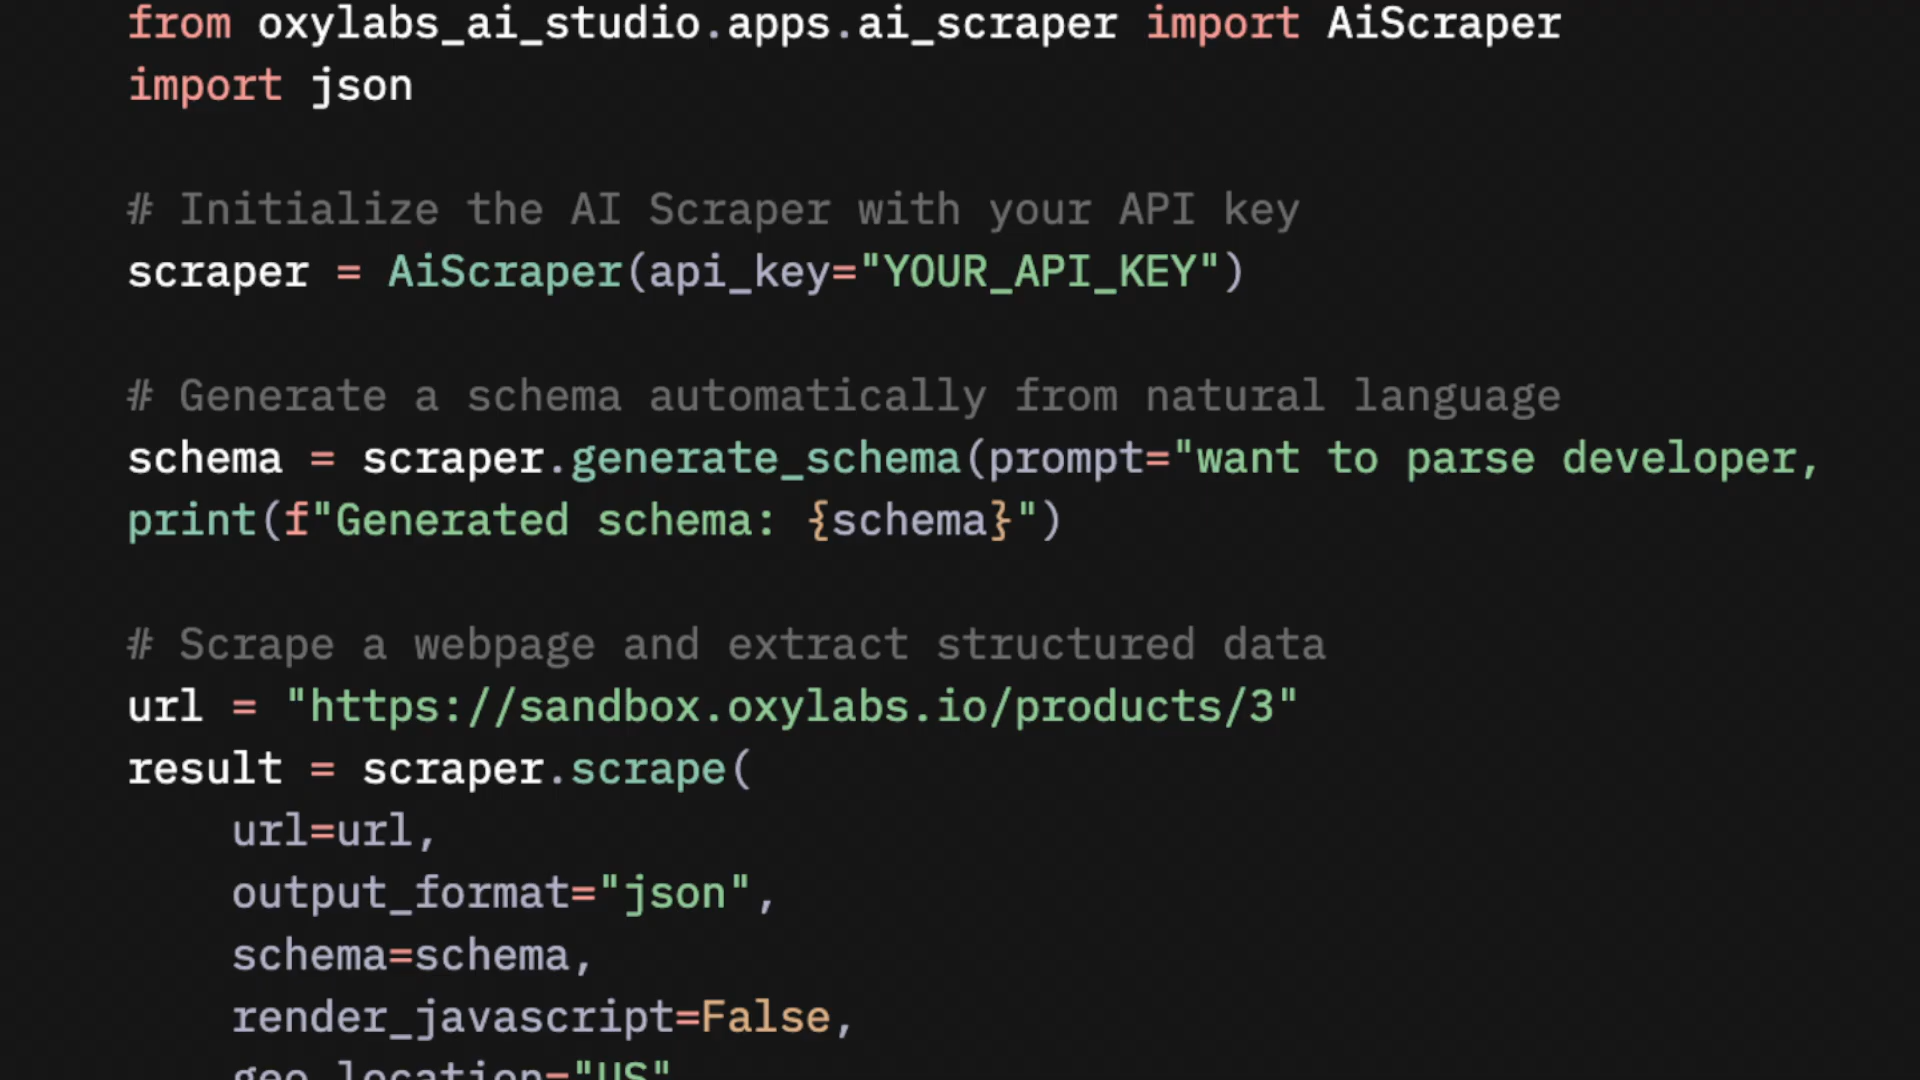 from oxylabs_ai_studio.apps.ai_scraper import AiScraper
import json
# Initialize the AI Scraper with your API key
scraper = AiScraper(api_key="YOUR_API_KEY")
# Generate a schema automatically from natural language
schema = scraper.generate_schema(prompt="want to parse developer,
print(f"Generated schema: {schema}")
# Scrape a webpage and extract structured data
url = "https://sandbox.oxylabs.io/products/3"
result = scraper.scrape(
    url=url,
    output_format="json",
    schema=schema,
    render_javascript=False,
    geo_location="US"